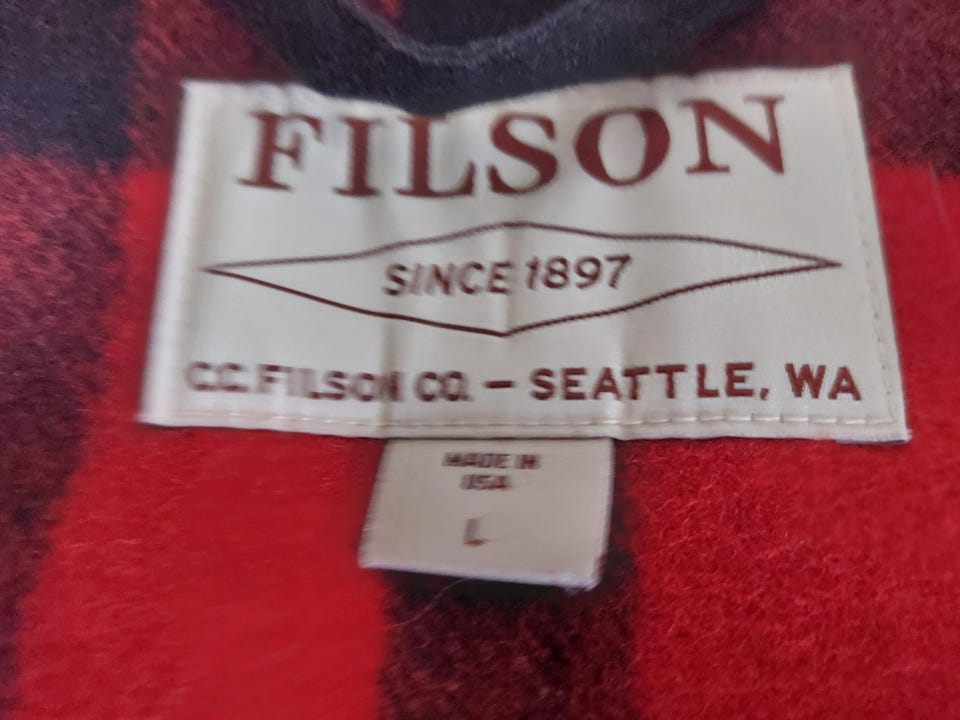 FILSON
SINCE 1897
C.C. FILSON CO. – SEATTLE, WA
MADE IN
USA
L